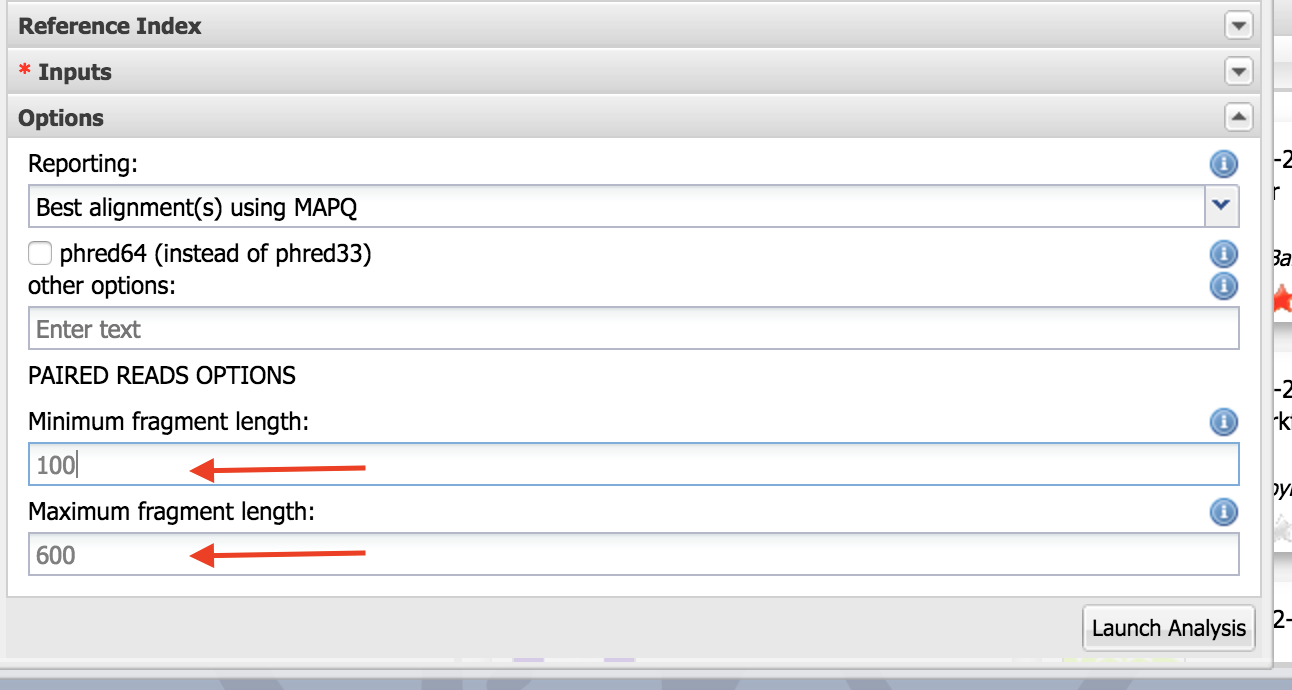 Reference Index
* Inputs
Options
Reporting:
Best alignment(s) using MAPQ
phred64 (instead of phred33)
other options:
Enter text
PAIRED READS OPTIONS
Minimum fragment length:
100
Maximum fragment length:
600
Launch Analysis